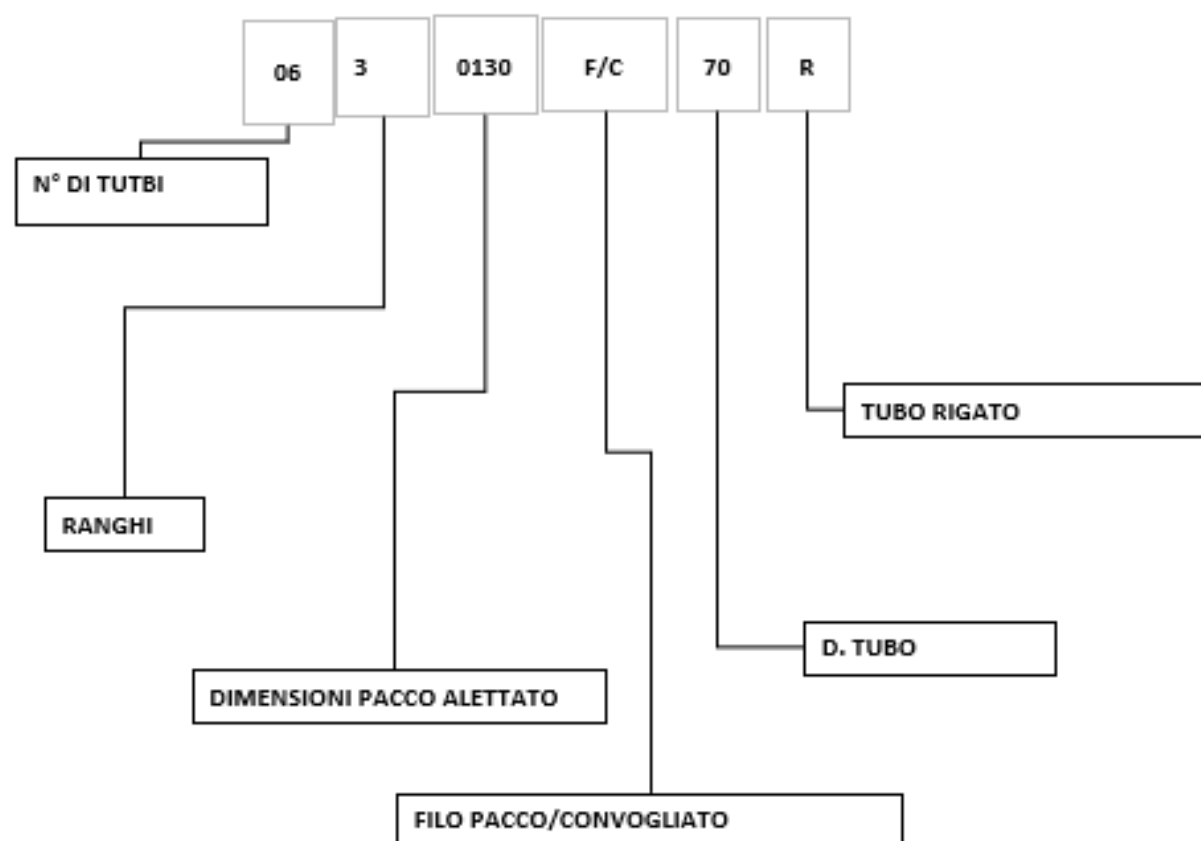 06 3 0130 F/C 70 R
N° DI TUTBI
TUBO RIGATO
RANGHI
D. TUBO
DIMENSIONI PACCO ALETTATO
FILO PACCO/CONVOGLIATO